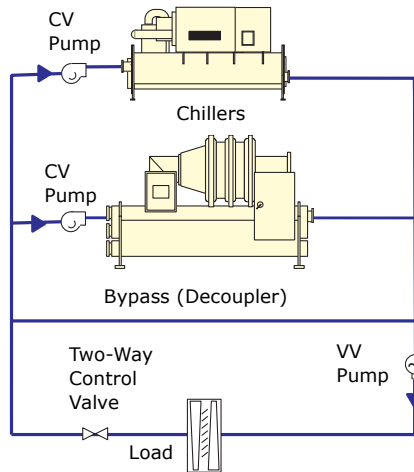 CV
Pump
Chillers
CV
Pump
Bypass (Decoupler)
Two-Way
Control
Valve
VV
Pump
Load